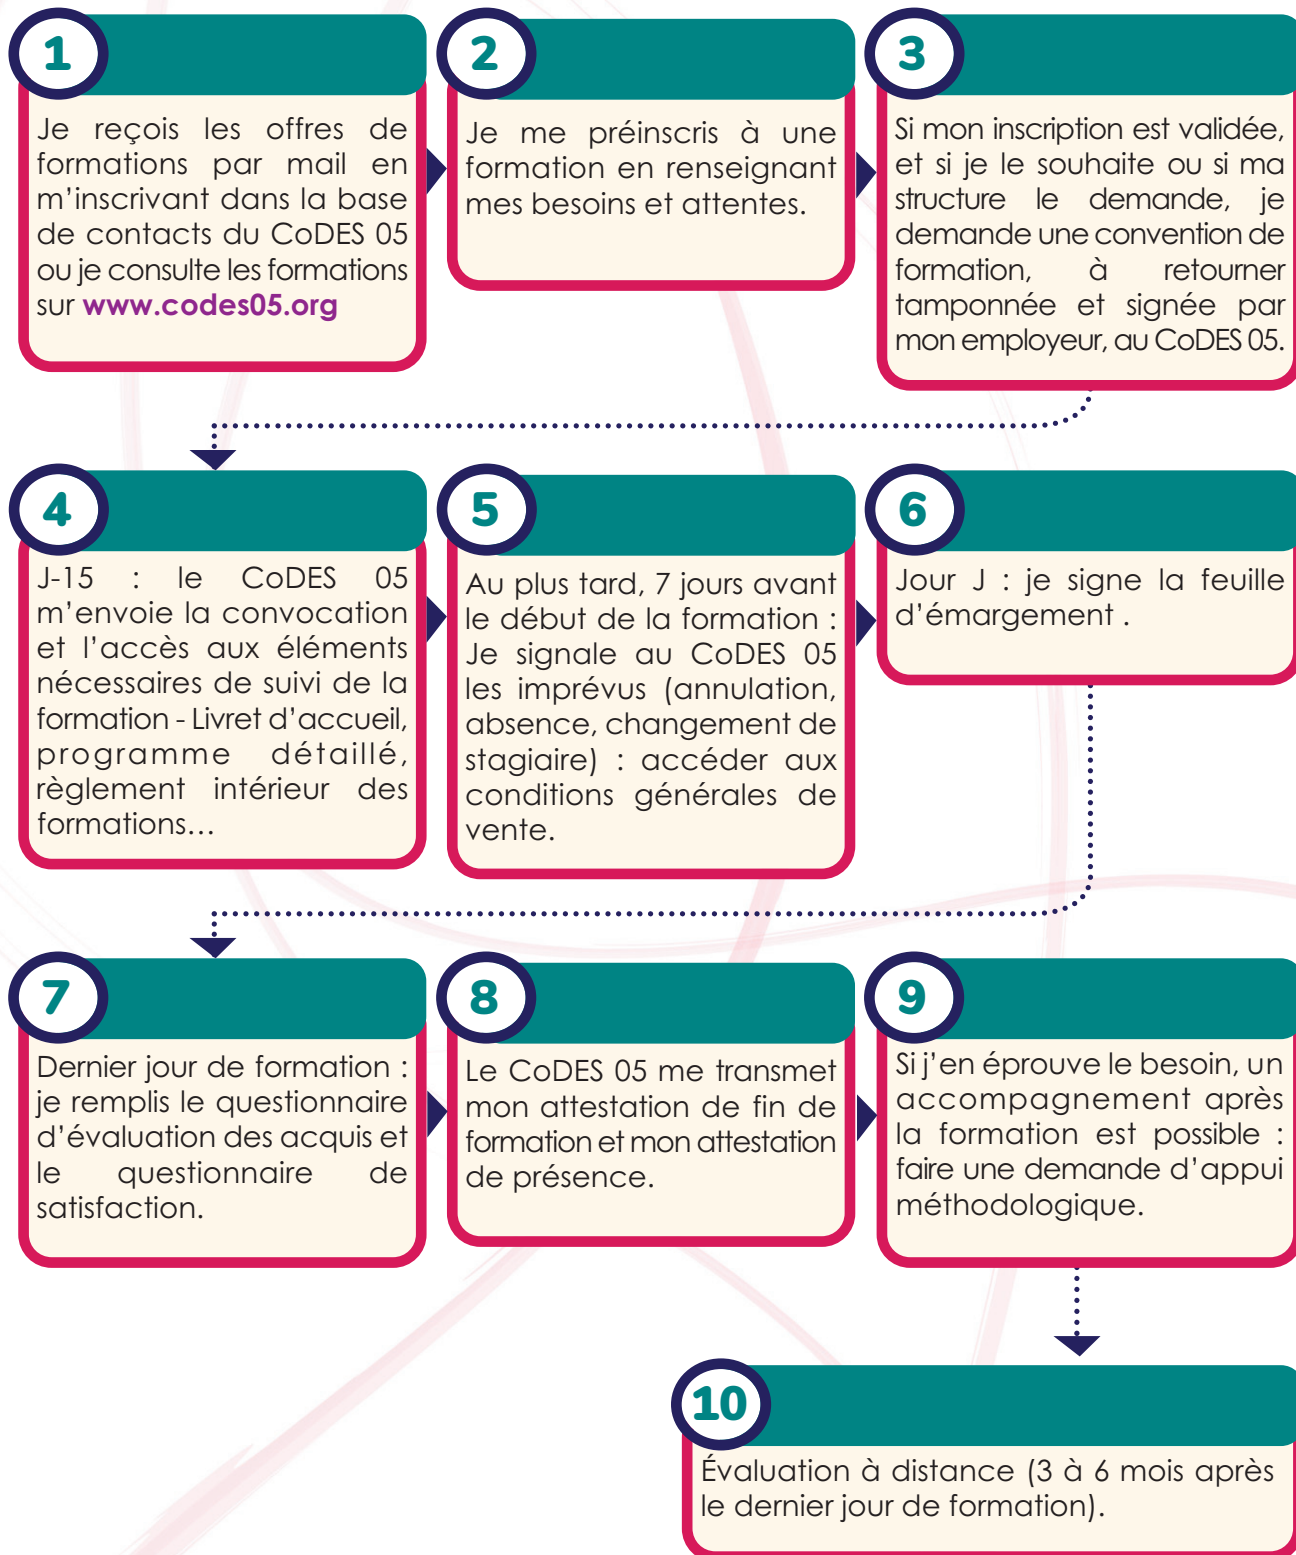 1
Je reçois les offres de
formations par mail en
m’inscrivant dans la base
de contacts du CoDES 05
ou je consulte les formations
sur www.codes05.org
2
Je me préinscris à une
formation en renseignant
mes besoins et attentes.
3
Si mon inscription est validée,
et si je le souhaite ou si ma
structure le demande, je
demande une convention de
formation, à retourner
tamponnée et signée par
mon employeur, au CoDES 05.
4
J-15 : le CoDES 05
m’envoie la convocation
et l’accès aux éléments
nécessaires de suivi de la
formation - Livret d’accueil,
programme détaillé,
règlement intérieur des
formations…
5
Au plus tard, 7 jours avant
le début de la formation :
Je signale au CoDES 05
les imprévus (annulation,
absence, changement de
stagiaire) : accéder aux
conditions générales de
vente.
6
Jour J : je signe la feuille
d’émargement .
7
Dernier jour de formation :
je remplis le questionnaire
d’évaluation des acquis et
le questionnaire de
satisfaction.
8
Le CoDES 05 me transmet
mon attestation de fin de
formation et mon attestation
de présence.
9
Si j’en éprouve le besoin, un
accompagnement après
la formation est possible :
faire une demande d’appui
méthodologique.
10
Évaluation à distance (3 à 6 mois après
le dernier jour de formation).